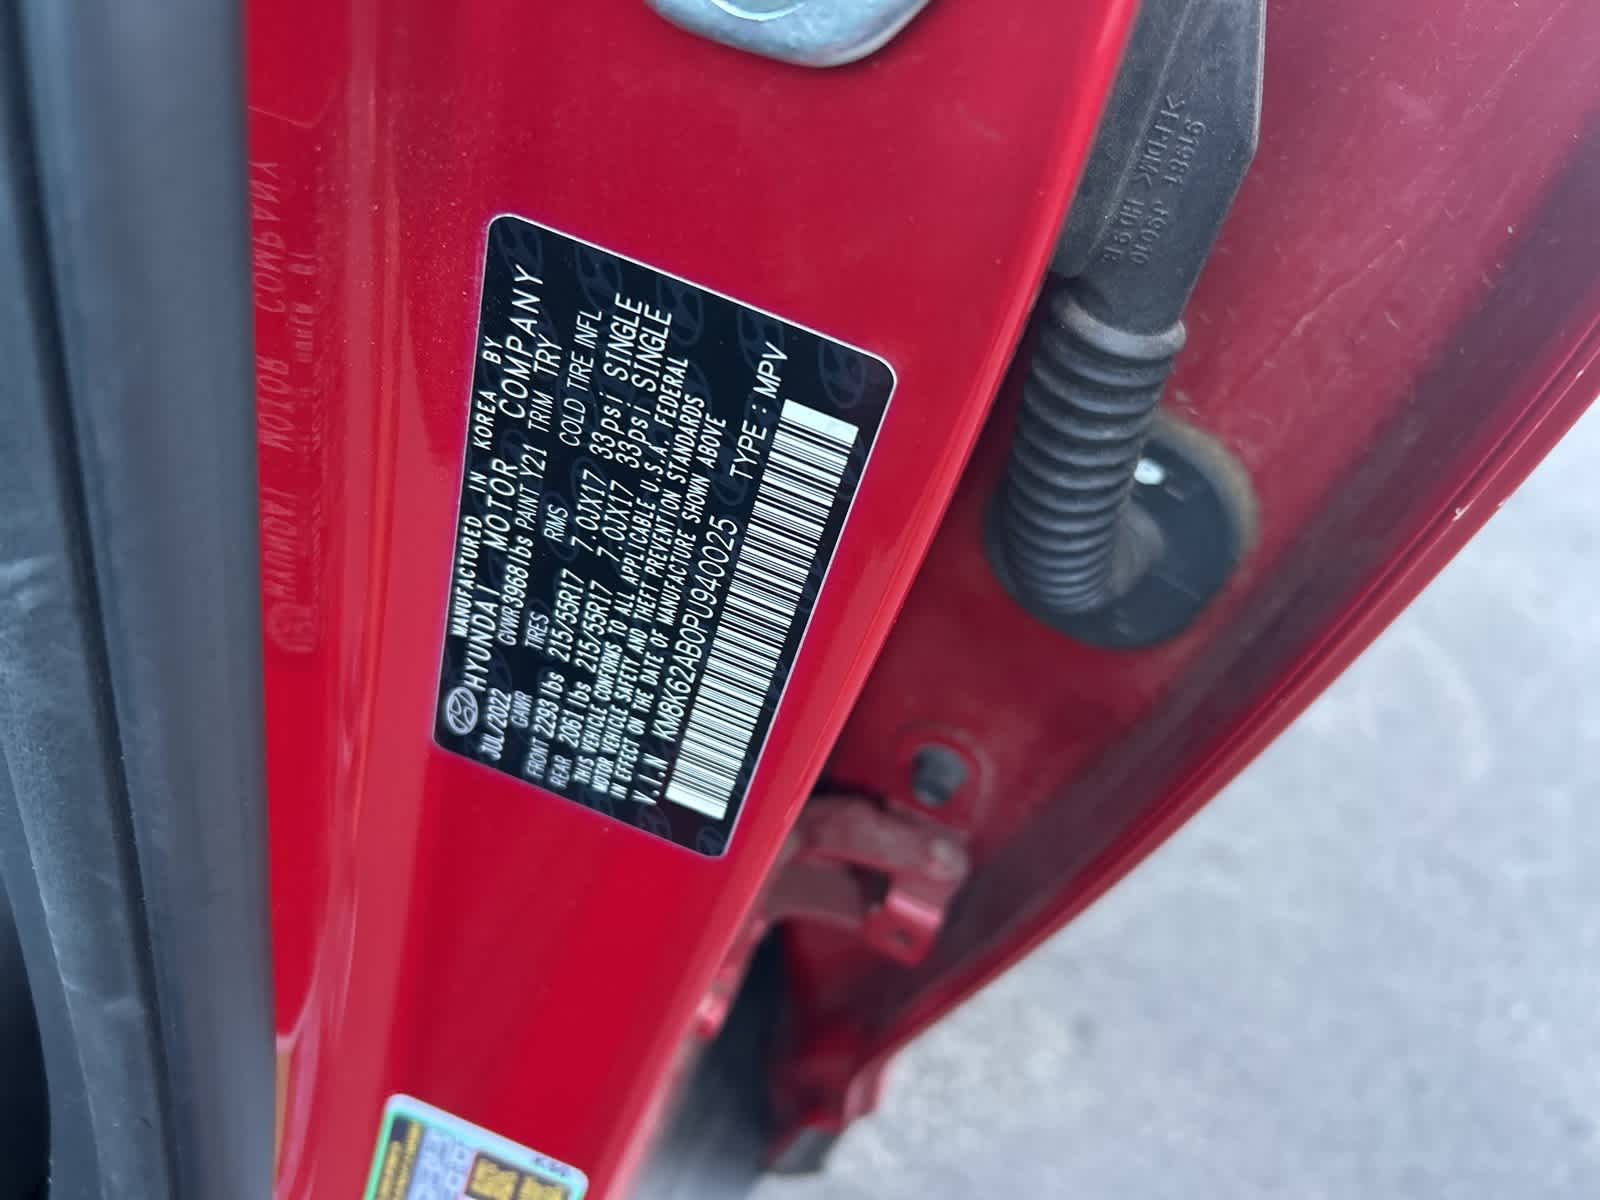 MANUFACTURED IN KOREA BY
HYUNDAI MOTOR COMPANY
JUL/2022 GVWR 3968lbs PAINT Y21 TRIM TRY
GAWR TIRES RIMS COLD TIRE INFL
FRONT 2293 lbs 215/55R17 7.0JX17 33psi SINGLE
REAR 2061 lbs 215/55R17 7.0JX17 33psi SINGLE
THIS VEHICLE CONFORMS TO ALL APPLICABLE U.S.A. FEDERAL
MOTOR VEHICLE SAFETY AND THEFT PREVENTION STANDARDS
IN EFFECT ON THE DATE OF MANUFACTURE SHOWN ABOVE
V.I.N KM8K62AB0PU940025 TYPE : MPV
HYUNDAI MOTOR COMPANY